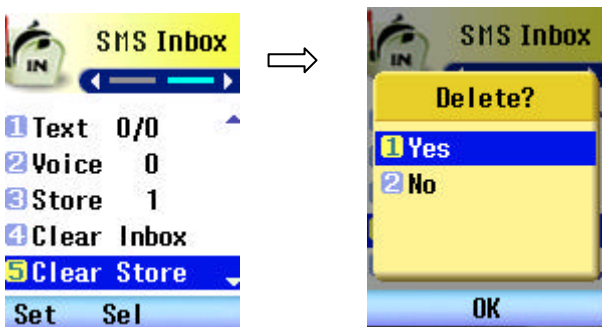 SMS Inbox
IN
1 Text 0/0
2 Voice 0
3 Store 1
4 Clear Inbox
5 Clear Store
Set Sel
SMS Inbox
IN
Delete?
1 Yes
2 No
OK